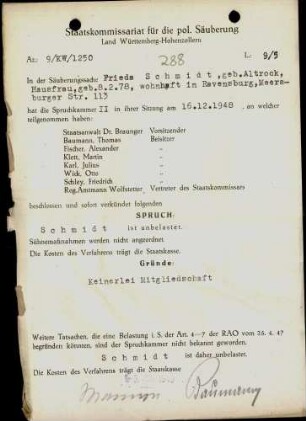 Staatskommissariat für die pol. Säuberung
Land Württemberg-Hohenzollern
Az: 9/KW/1250
288
L. 9/5
In der Säuberungssache Frieda Schmidt, geb.Altrock,
Hausfrau,geb.8.2.78, wohnhaft in Ravensburg,Meers-
burger Str. 113
hat die Spruchkammer II in ihrer Sitzung am 16.12.1948 , an welcher
teilgenommen haben:
Staatsanwalt Dr. Braunger Vorsitzender
Baumann, Thomas Beisitzer
Fischer, Alexander "
Klett, Martin "
Karl, Julius "
Wick, Otto "
Schley, Friedrich "
Reg.Amtmann Wolfstetter, Vertreter des Staatskommissars
beschlossen und sofort verkündet folgenden
SPRUCH:
Schmidt ist unbelastet.
Sühnemaßnahmen werden nicht angeordnet.
Die Kosten des Verfahrens trägt die Staatskasse.
Gründe:
Keinerlei Mitgliedschaft
Weitere Tatsachen, die eine Belastung i. S. der Art. 4-7 der RAO vom 25. 4. 47
begründen können, sind der Spruchkammer nicht bekannt geworden.
Schmidt ist daher unbelastet.
Die Kosten des Verfahrens trägt die Staatskasse
Baumann